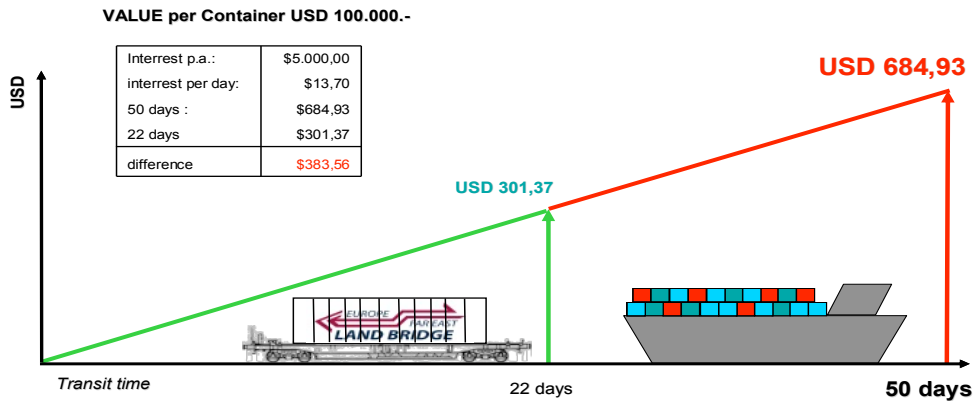 VALUE per Container USD 100.000.-
Interrest p.a.: $5.000,00
interrest per day: $13,70
50 days : $684,93
22 days $301,37
difference $383,56
USD
USD 684,93
USD 301,37
EUROPE
FAR EAST
LAND BRIDGE
Transit time
22 days
50 days